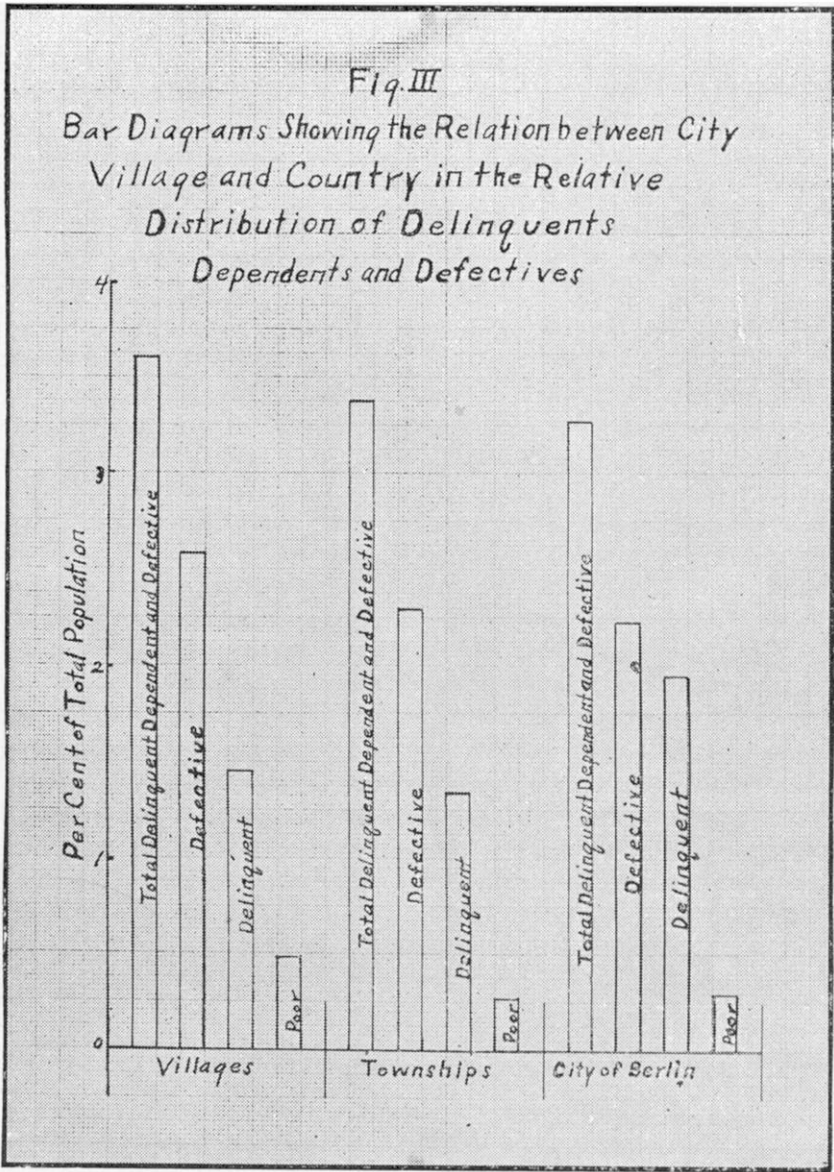 Fig. III
Bar Diagrams Showing the Relation between City
Village and Country in the Relative
Distribution of Delinquents
Dependents and Defectives
Per Cent of Total Population
4
3
2
1
0
Total Delinquent Dependent and Defective
Defective
Delinquent
Poor
Total Delinquent Dependent and Defective
Defective
Delinquent
Poor
Total Delinquent Dependent and Defective
Defective
Delinquent
Poor
Villages
Townships
City of Berlin